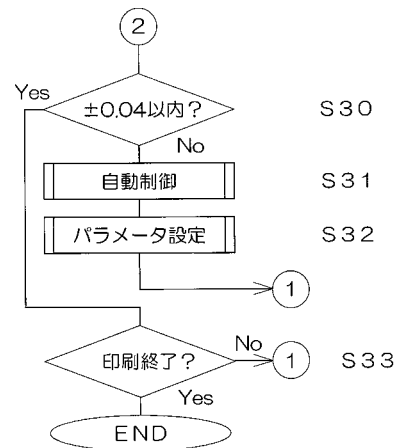 2
Yes
±0.04以内？
S30
No
自動制御
S31
パラメータ設定
S32
1
印刷終了？
No
1
S33
Yes
END